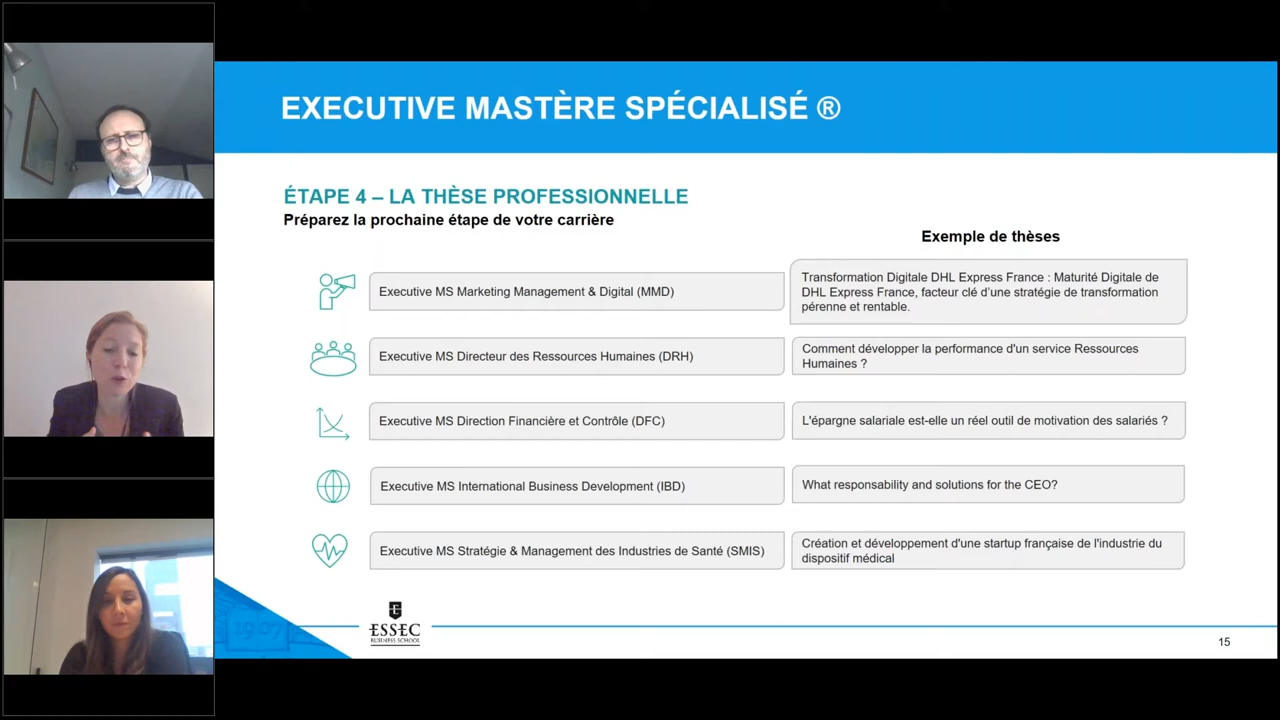 EXECUTIVE MASTÈRE SPÉCIALISÉ ®
ÉTAPE 4 – LA THÈSE PROFESSIONNELLE
Préparez la prochaine étape de votre carrière
Exemple de thèses
Executive MS Marketing Management & Digital (MMD)
Transformation Digitale DHL Express France : Maturité Digitale de
DHL Express France, facteur clé d'une stratégie de transformation
pérenne et rentable.
Executive MS Directeur des Ressources Humaines (DRH)
Comment développer la performance d'un service Ressources
Humaines ?
Executive MS Direction Financière et Contrôle (DFC)
L'épargne salariale est-elle un réel outil de motivation des salariés ?
Executive MS International Business Development (IBD)
What responsability and solutions for the CEO?
Executive MS Stratégie & Management des Industries de Santé (SMIS)
Création et développement d'une startup française de l'industrie du
dispositif médical
1907
E
ESSEC
BUSINESS SCHOOL
15